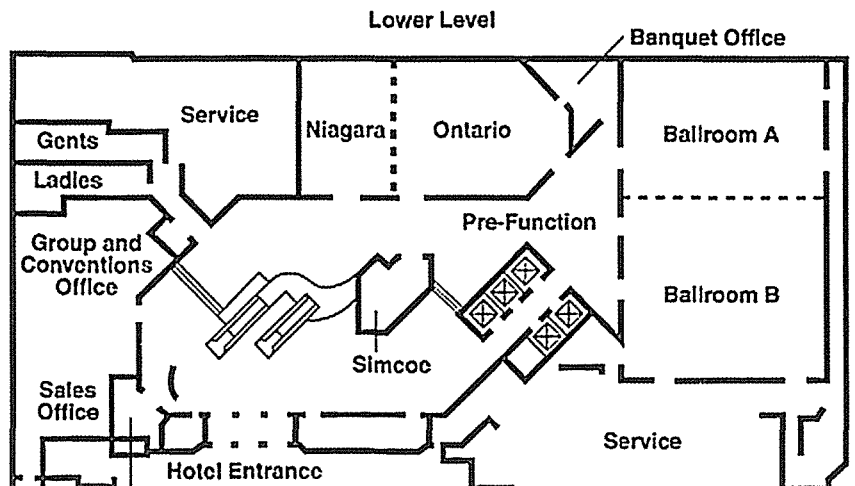 Lower Level
Banquet Office
Service
Niagara
Ontario
Ballroom A
Gents
Ladies
Pre-Function
Group and
Conventions
Office
Ballroom B
Simcoe
Sales
Office
Service
Hotel Entrance